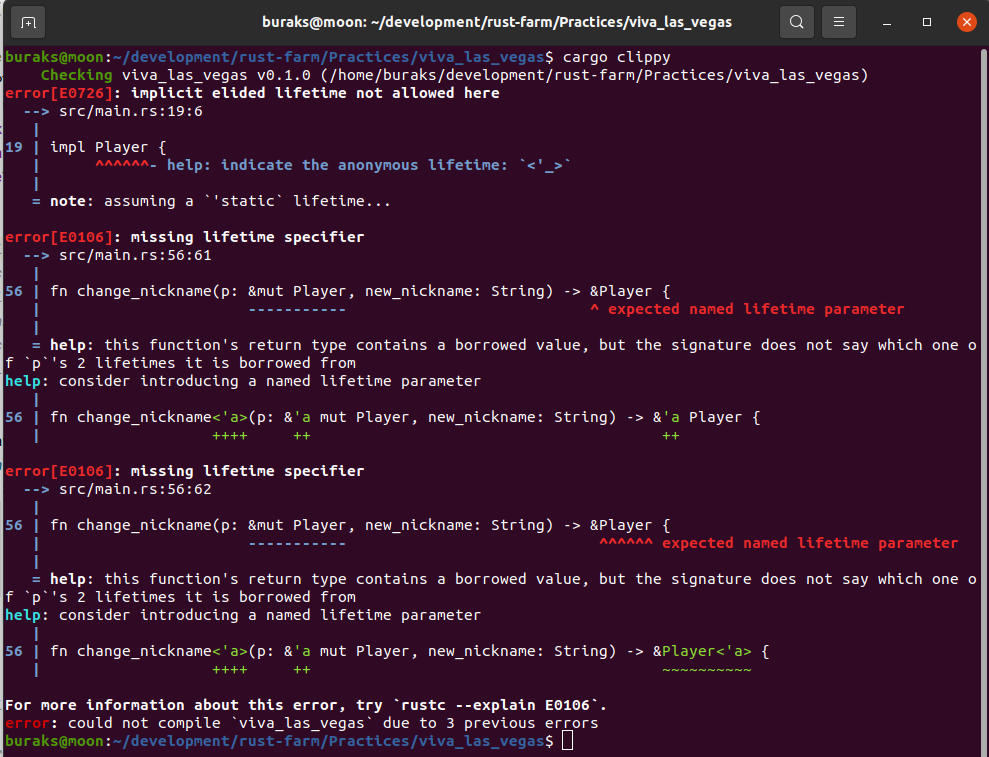 buraks@moon: ~/development/rust-farm/Practices/viva_las_vegas
buraks@moon:~/development/rust-farm/Practices/viva_las_vegas$ cargo clippy
    Checking viva_las_vegas v0.1.0 (/home/buraks/development/rust-farm/Practices/viva_las_vegas)
error[E0726]: implicit elided lifetime not allowed here
  --> src/main.rs:19:6
   |
19 | impl Player {
   |      ^^^^^^- help: indicate the anonymous lifetime: `<'_>`
   |
   = note: assuming a `'static` lifetime...

error[E0106]: missing lifetime specifier
  --> src/main.rs:56:61
   |
56 | fn change_nickname(p: &mut Player, new_nickname: String) -> &Player {
   |                       -----------                           ^ expected named lifetime parameter
   |
   = help: this function's return type contains a borrowed value, but the signature does not say which one o
f `p`'s 2 lifetimes it is borrowed from
help: consider introducing a named lifetime parameter
   |
56 | fn change_nickname<'a>(p: &'a mut Player, new_nickname: String) -> &'a Player {
   |                   ++++     ++                                       ++

error[E0106]: missing lifetime specifier
  --> src/main.rs:56:62
   |
56 | fn change_nickname(p: &mut Player, new_nickname: String) -> &Player {
   |                       -----------                            ^^^^^^ expected named lifetime parameter
   |
   = help: this function's return type contains a borrowed value, but the signature does not say which one o
f `p`'s 2 lifetimes it is borrowed from
help: consider introducing a named lifetime parameter
   |
56 | fn change_nickname<'a>(p: &'a mut Player, new_nickname: String) -> &Player<'a> {
   |                   ++++     ++                                       ~~~~~~~~~~

For more information about this error, try `rustc --explain E0106`.
error: could not compile `viva_las_vegas` due to 3 previous errors
buraks@moon:~/development/rust-farm/Practices/viva_las_vegas$